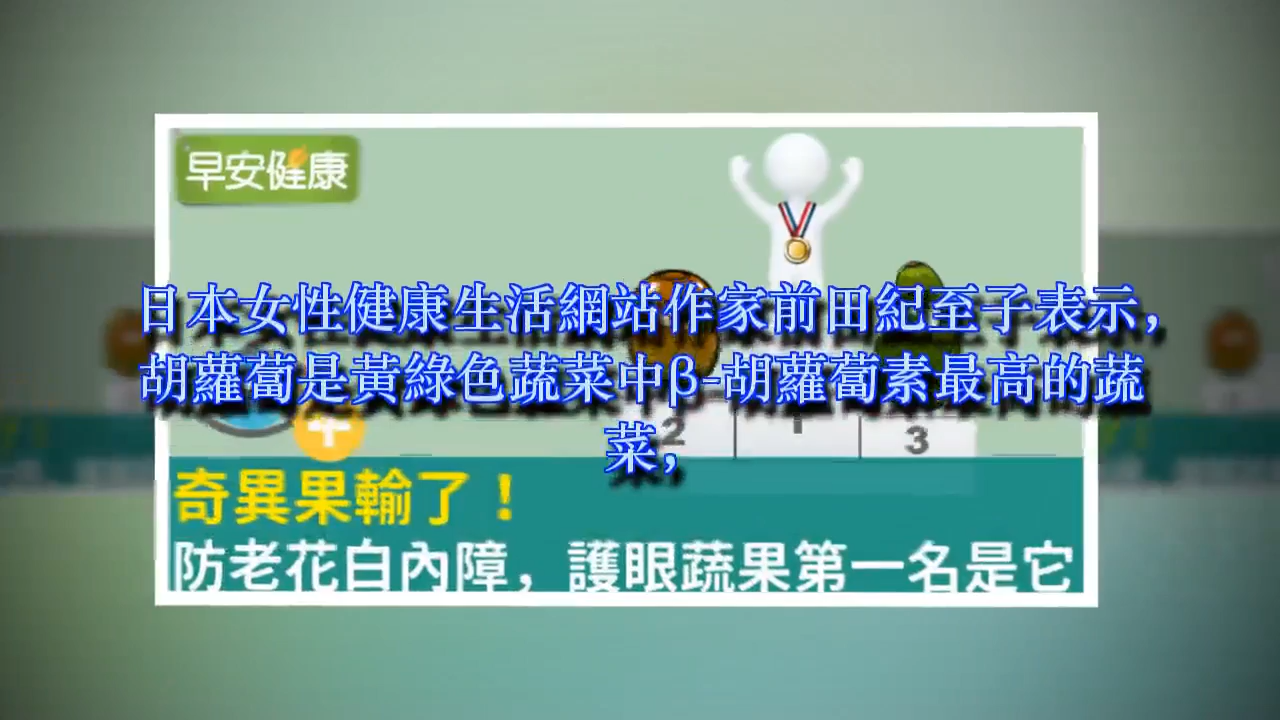 早安健康
日本女性健康生活網站作家前田紀至子表示，
胡蘿蔔是黃綠色蔬菜中β-胡蘿蔔素最高的蔬
菜，
2
1
3
奇異果輸了！
防老花白內障，護眼蔬果第一名是它